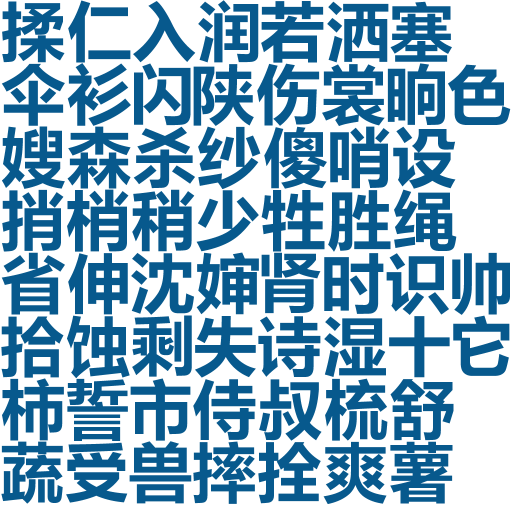 揉仁入润若洒塞
伞衫闪陕伤裳晌色
嫂森杀纱傻哨设
捎梢稍少牲胜绳
省伸沈婶肾时识帅
拾蚀剩失诗湿十它
柿誓市侍叔梳舒
蔬受兽摔拴爽薯